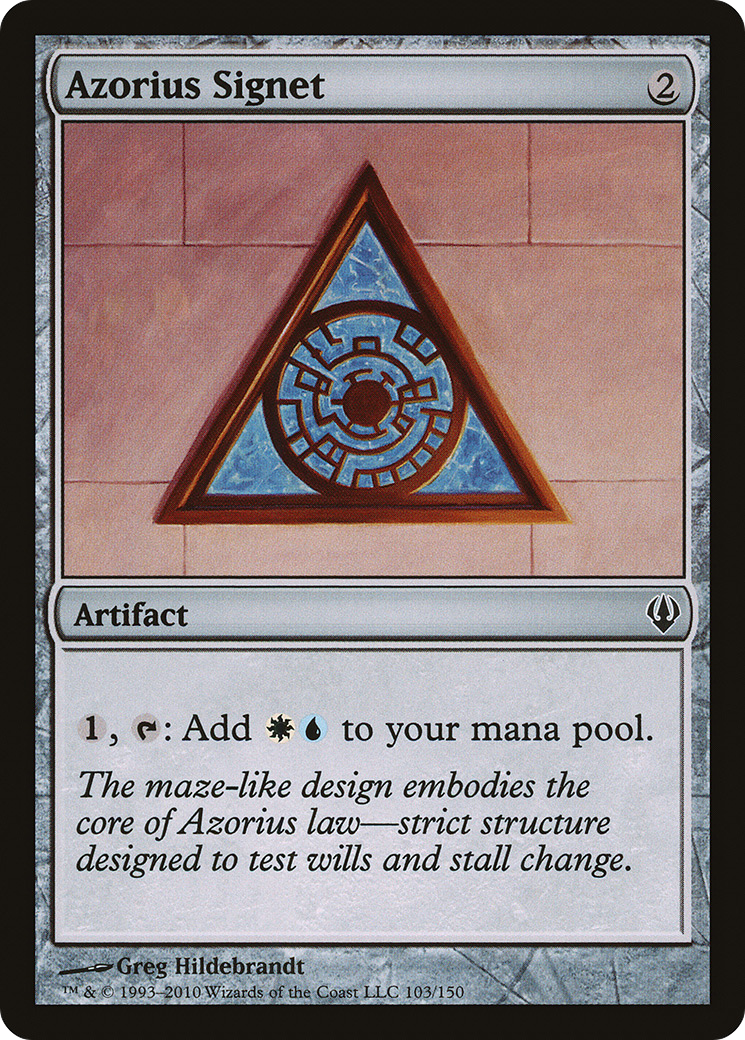 Azorius Signet 2
Artifact
1, : Add to your mana pool.
The maze-like design embodies the
core of Azorius law—strict structure
designed to test wills and stall change.
Greg Hildebrandt
™ & © 1993–2010 Wizards of the Coast LLC 103/150